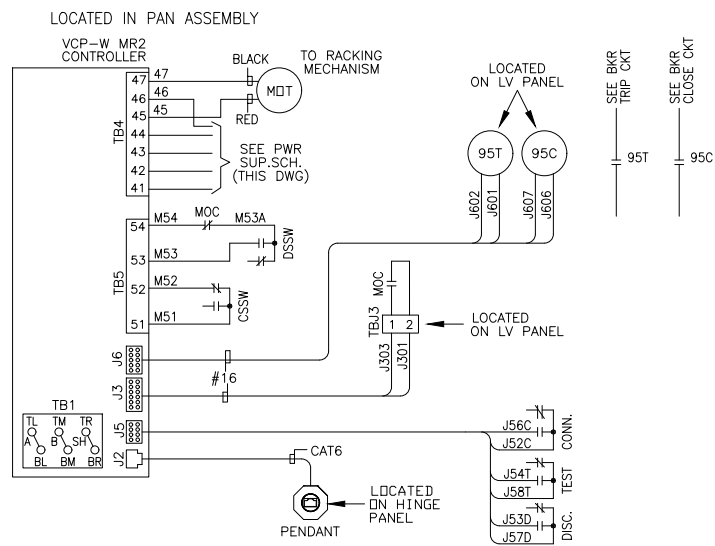 LOCATED IN PAN ASSEMBLY
VCP-W MR2
CONTROLLER
TB4
47
46
45
44
43
42
41
47
46
45
BLACK
RED
MOT
TO RACKING
MECHANISM
SEE PWR
SUP.SCH.
(THIS DWG)
TB5
54
53
52
51
M54
MOC
M53A
M53
DSSW
M52
M51
CSSW
J6
J3
J5
J2
#16
TB1
TL
TM
TR
A
B
SH
BL
BM
BR
CAT6
PENDANT
LOCATED
ON HINGE
PANEL
LOCATED
ON LV PANEL
95T
95C
J602
J601
J607
J606
SEE BKR
TRIP CKT
95T
SEE BKR
CLOSE CKT
95C
MOC
TBJ3
1
2
J303
J301
LOCATED
ON LV PANEL
J56C
J52C
CONN.
J54T
J58T
TEST
J53D
J57D
DISC.